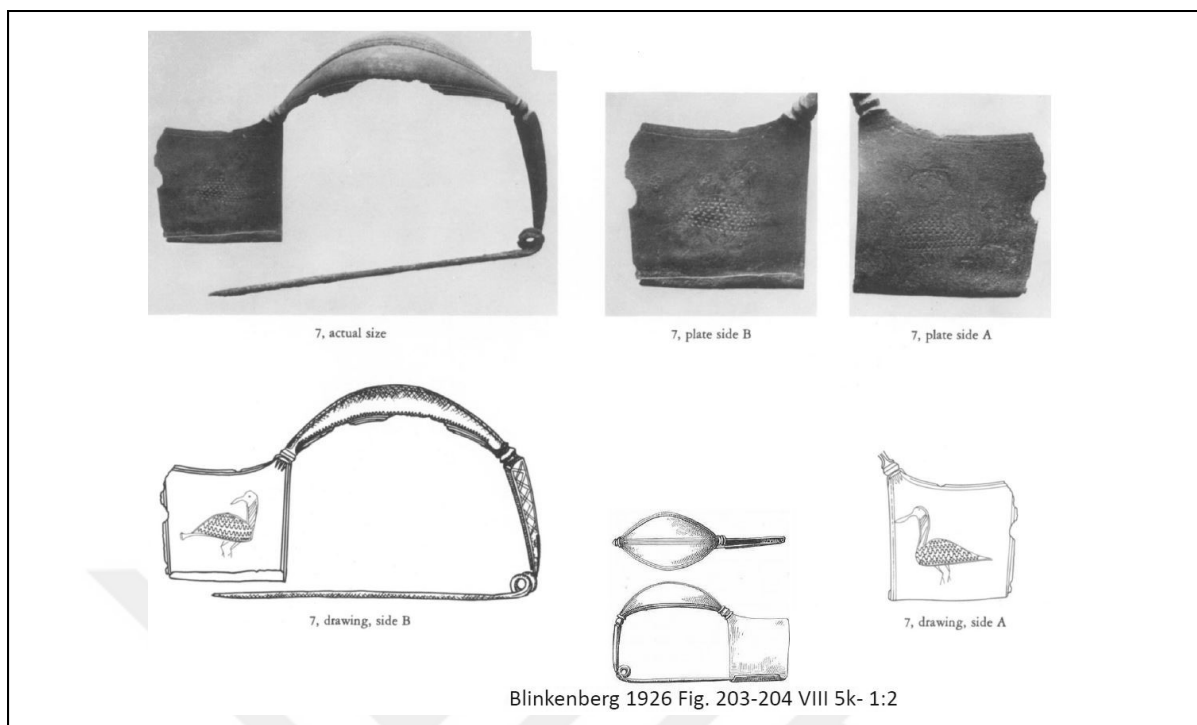 7, actual size
7, plate side B
7, plate side A
7, drawing, side B
7, drawing, side A
Blinkenberg 1926 Fig. 203-204 VIII 5k- 1:2